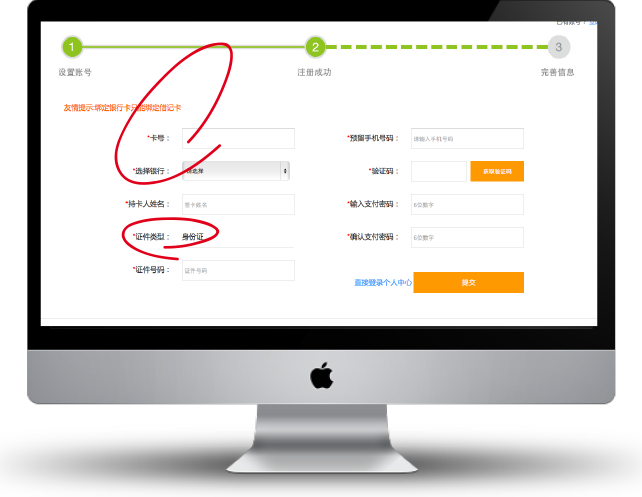 已有账号？
1
2
3
设置账号
注册成功
完善信息
友情提示:绑定银行卡只能绑定借记卡
*卡号：
*预留手机号码： 请输入手机号码
*选择银行： 请选择
*验证码： 获取验证码
*持卡人姓名： 签卡姓名
*输入支付密码： 6位数字
*证件类型： 身份证
*确认支付密码： 6位数字
*证件号码： 证件号码
直接登录个人中心 提交